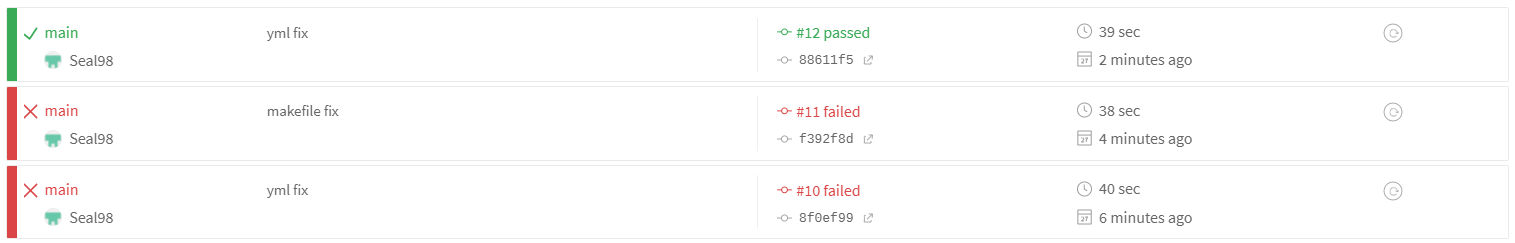 main yml fix #12 passed 39 sec
Seal98 88611f5 2 minutes ago
main makefile fix #11 failed 38 sec
Seal98 f392f8d 4 minutes ago
main yml fix #10 failed 40 sec
Seal98 8f0ef99 6 minutes ago